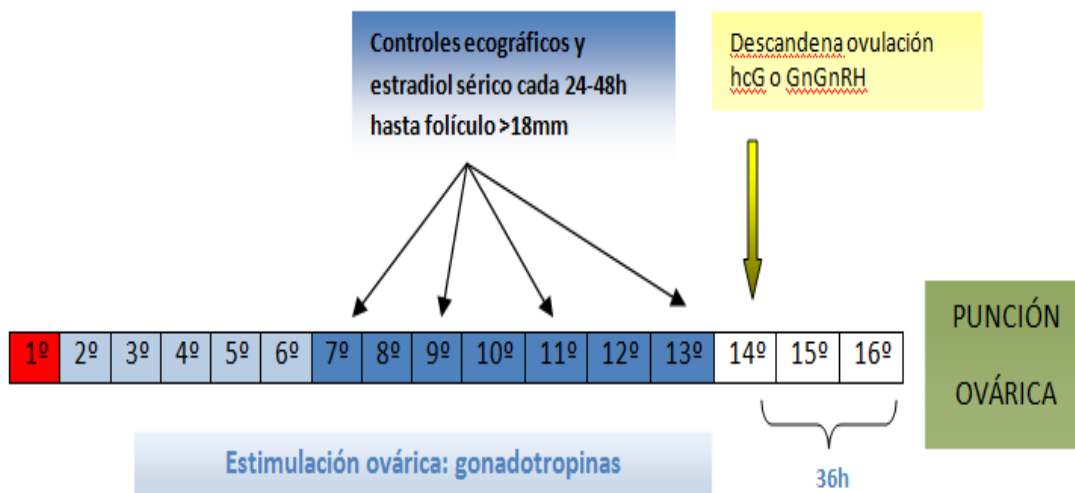 Controles ecográficos y
estradiol sérico cada 24-48h
hasta folículo >18mm
Descandena ovulación
hcG o GnGnRH
1º 2º 3º 4º 5º 6º 7º 8º 9º 10º 11º 12º 13º 14º 15º 16º
PUNCIÓN
OVÁRICA
Estimulación ovárica: gonadotropinas
36h